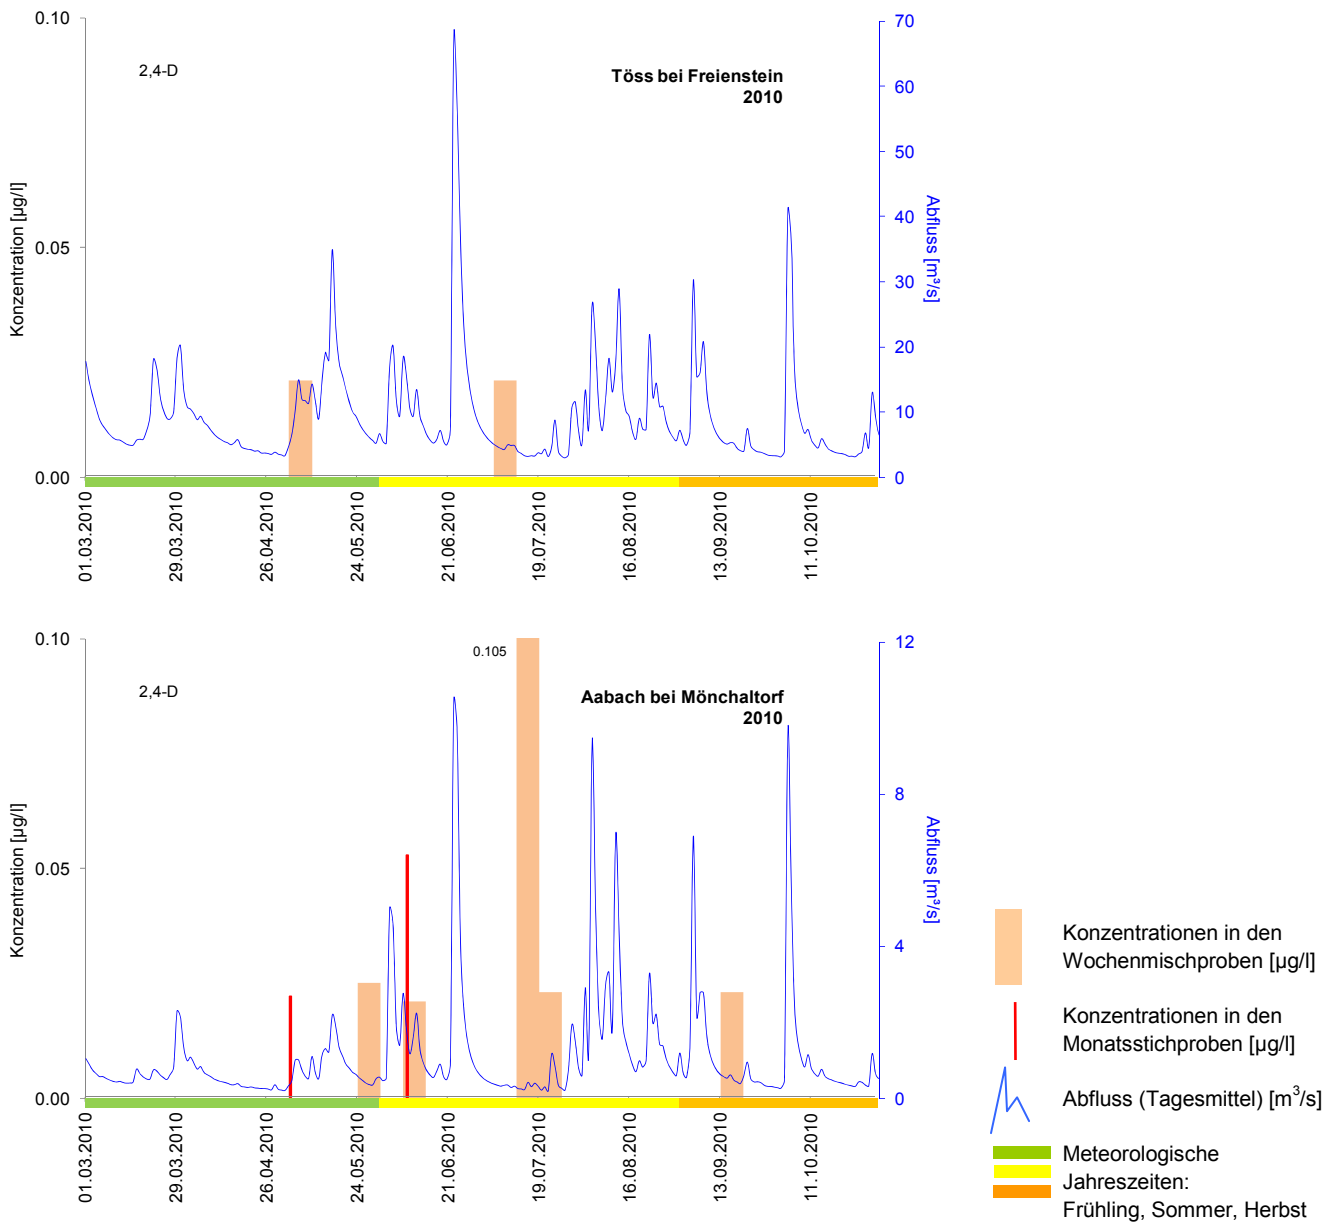 0.10
0.05
0.00
Konzentration [µg/l]
2,4-D
Töss bei Freienstein
2010
70
60
50
40
30
20
10
0
Abfluss [m³/s]
01.03.2010
29.03.2010
26.04.2010
24.05.2010
21.06.2010
19.07.2010
16.08.2010
13.09.2010
11.10.2010
0.10
0.05
0.00
Konzentration [µg/l]
2,4-D
0.105
Aabach bei Mönchaltorf
2010
12
8
4
0
Abfluss [m³/s]
01.03.2010
29.03.2010
26.04.2010
24.05.2010
21.06.2010
19.07.2010
16.08.2010
13.09.2010
11.10.2010
Konzentrationen in den
Wochenmischproben [µg/l]
Konzentrationen in den
Monatsstichproben [µg/l]
Abfluss (Tagesmittel) [m³/s]
Meteorologische
Jahreszeiten:
Frühling, Sommer, Herbst